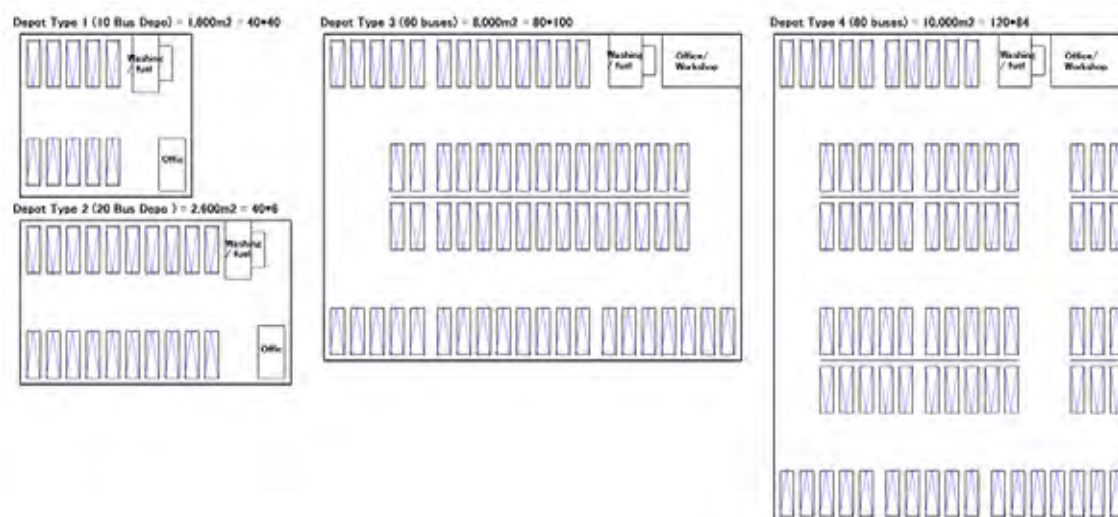 Depot Type 1 (10 Bus Depo) = 1,600m2 = 40*40
Washing
/ fuel
Offic
Depot Type 2 (20 Bus Depo ) = 2,600m2 = 40*6
Washing
/ fuel
Offic
Depot Type 3 (60 buses) = 8,000m2 = 80*100
Washing
/ fuel
Office/
Workshop
Depot Type 4 (80 buses) = 10,000m2 = 120*84
Washing
/ fuel
Office/
Workshop